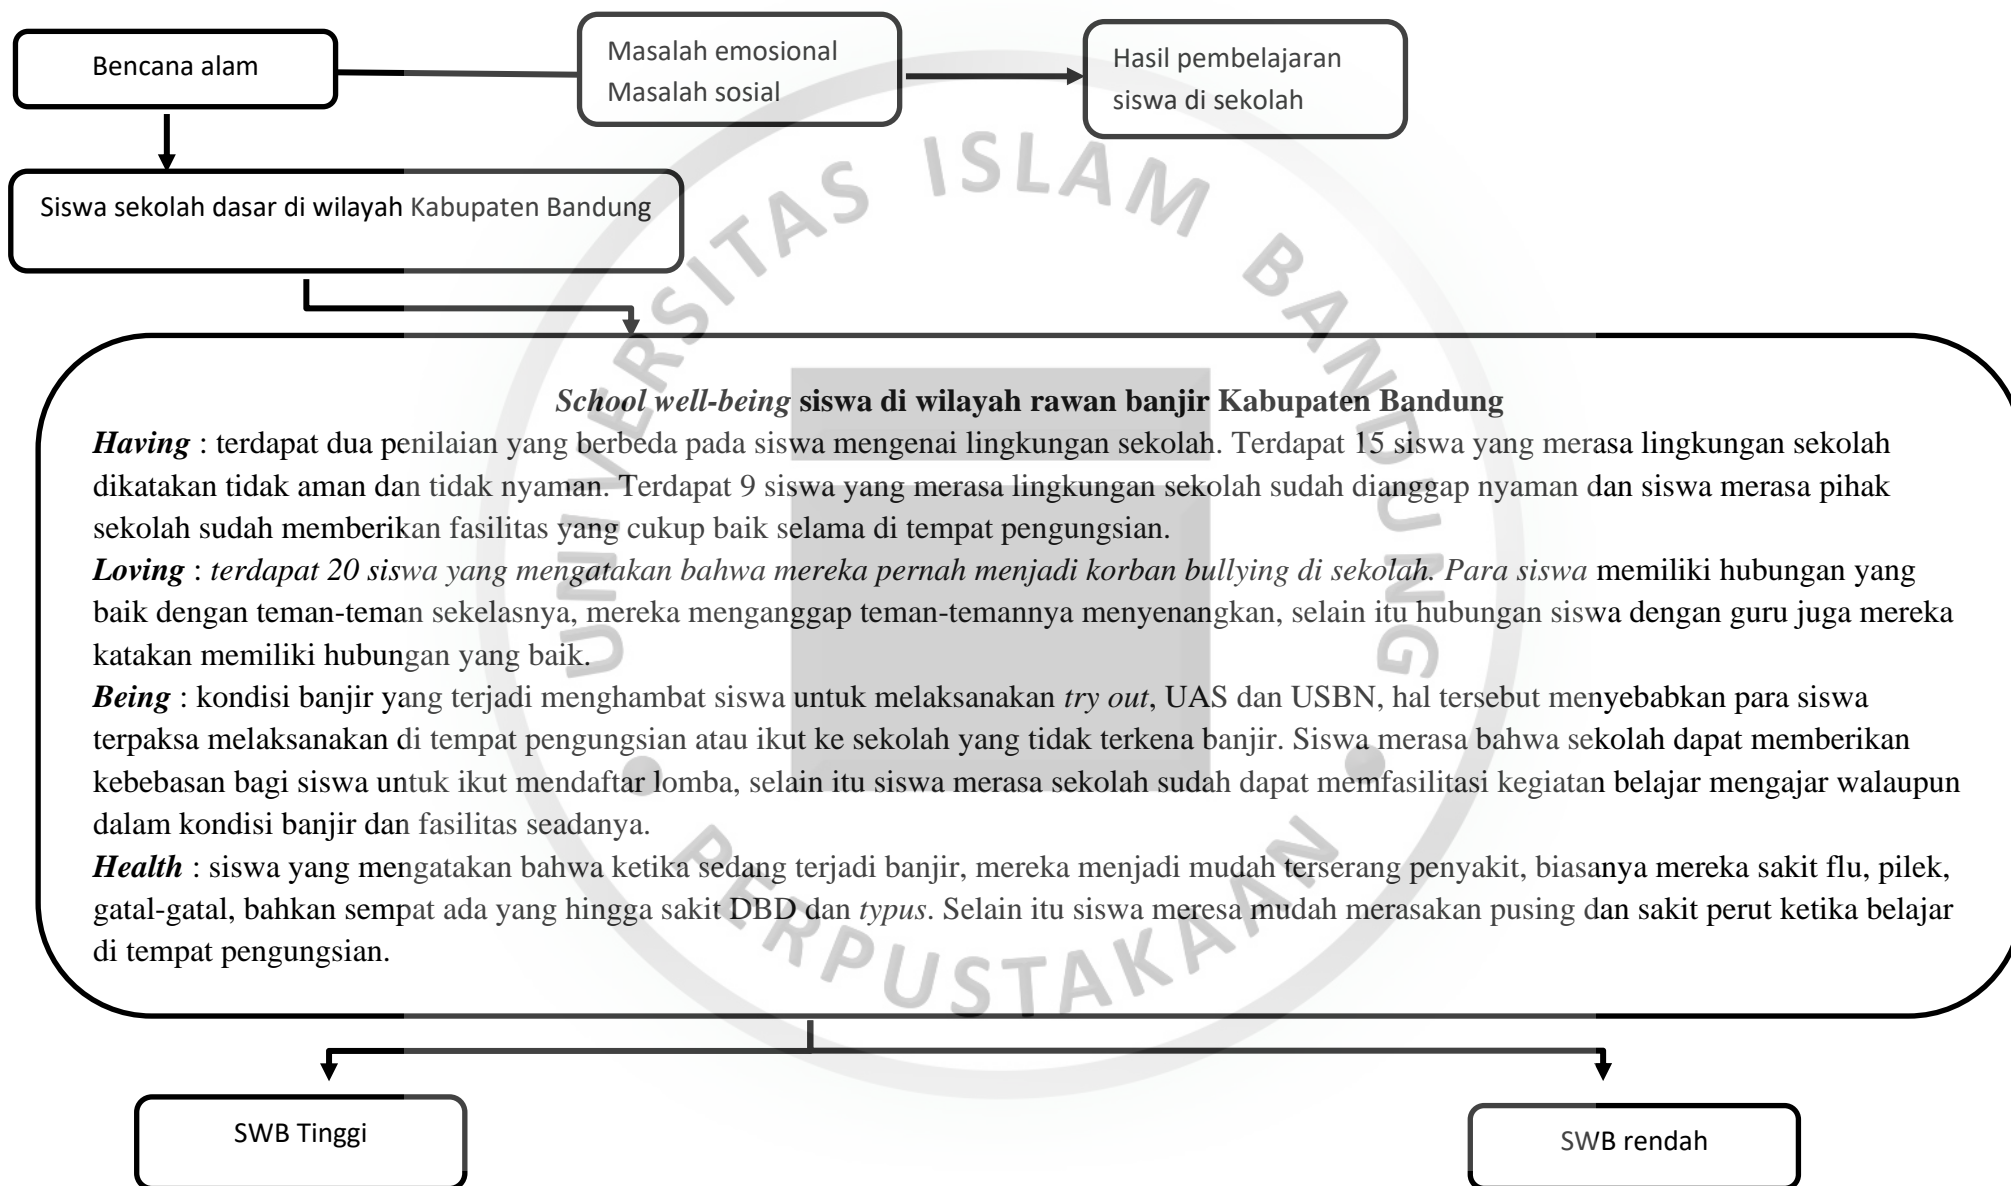 Bencana alam
Masalah emosional
Masalah sosial
Hasil pembelajaran
siswa di sekolah
Siswa sekolah dasar di wilayah Kabupaten Bandung
School well-being siswa di wilayah rawan banjir Kabupaten Bandung
Having : terdapat dua penilaian yang berbeda pada siswa mengenai lingkungan sekolah. Terdapat 15 siswa yang merasa lingkungan sekolah
dikatakan tidak aman dan tidak nyaman. Terdapat 9 siswa yang merasa lingkungan sekolah sudah dianggap nyaman dan siswa merasa pihak
sekolah sudah memberikan fasilitas yang cukup baik selama di tempat pengungsian.
Loving : terdapat 20 siswa yang mengatakan bahwa mereka pernah menjadi korban bullying di sekolah. Para siswa memiliki hubungan yang
baik dengan teman-teman sekelasnya, mereka menganggap teman-temannya menyenangkan, selain itu hubungan siswa dengan guru juga mereka
katakan memiliki hubungan yang baik.
Being : kondisi banjir yang terjadi menghambat siswa untuk melaksanakan try out, UAS dan USBN, hal tersebut menyebabkan para siswa
terpaksa melaksanakan di tempat pengungsian atau ikut ke sekolah yang tidak terkena banjir. Siswa merasa bahwa sekolah dapat memberikan
kebebasan bagi siswa untuk ikut mendaftar lomba, selain itu siswa merasa sekolah sudah dapat memfasilitasi kegiatan belajar mengajar walaupun
dalam kondisi banjir dan fasilitas seadanya.
Health : siswa yang mengatakan bahwa ketika sedang terjadi banjir, mereka menjadi mudah terserang penyakit, biasanya mereka sakit flu, pilek,
gatal-gatal, bahkan sempat ada yang hingga sakit DBD dan typus. Selain itu siswa meresa mudah merasakan pusing dan sakit perut ketika belajar
di tempat pengungsian.
SWB Tinggi
SWB rendah
UNIVERSITAS ISLAM BANDUNG
PERPUSTAKAAN